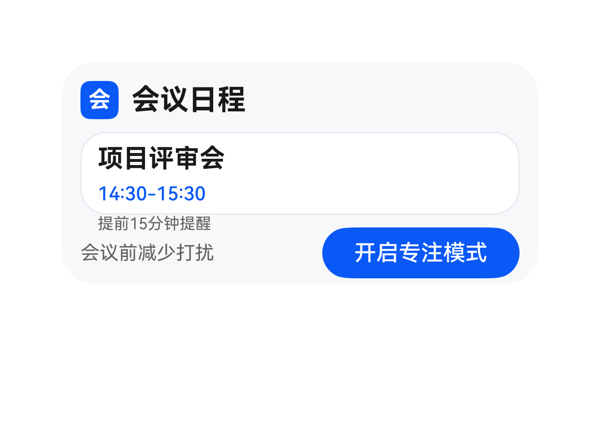 会 会议日程
项目评审会
14:30-15:30
提前15分钟提醒
会议前减少打扰 开启专注模式